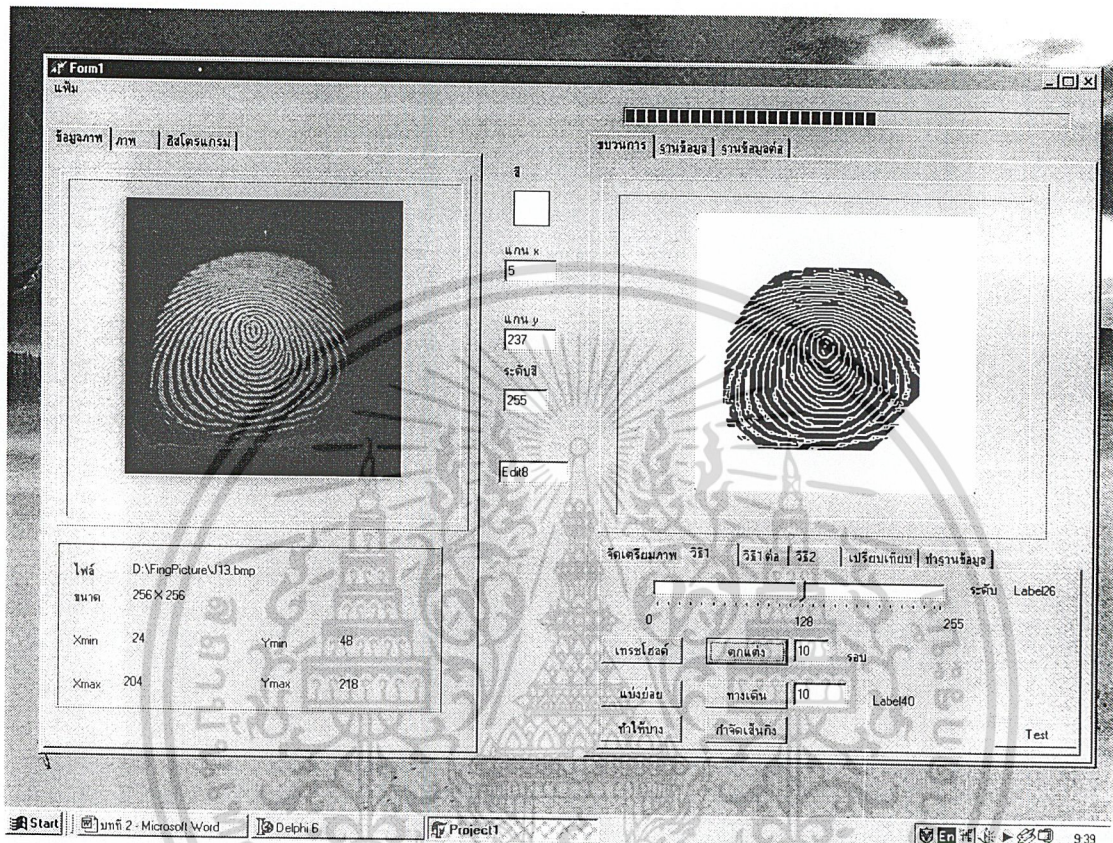 Form1
แฟ้ม
ข้อมูลภาพ ภาพ ฮิสโตรแกรม
ขบวนการ ฐานข้อมูล ฐานข้อมูลต่อ
สี
แกน x
5
แกน y
237
ระดับสี
255
Edit8
ไฟล์ D:\FingPicture\J13.bmp
ขนาด 256 X 256
Xmin 24 Ymin 48
Xmax 204 Ymax 218
จัดเตรียมภาพ วิธี1 วิธี1ต่อ วิธี2 เปรียบเทียบ ทำฐานข้อมูล
ระดับ Label26
0 128 255
เทรชโฮลด์ ตกแต่ง 10 รอบ
แบ่งย่อย ทางเดิน 10 Label40
ทำให้บาง กำจัดเส้นกิ่ง
Test
Start บทที่ 2 - Microsoft Word Delphi 6 Project1 En 9:39